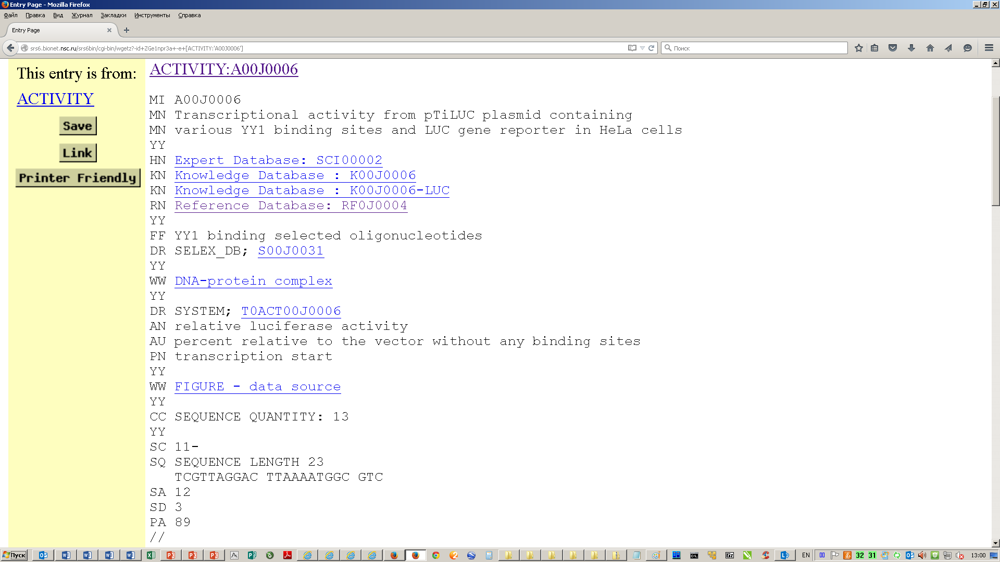 Entry Page - Mozilla Firefox
Файл Правка Вид Журнал Закладки Инструменты Справка
Entry Page
srs6.bionet.nsc.ru/srs6bin/cgi-bin/wgetz?-id+ZGe1npr3a+-e+[ACTIVITY:'A00J0006']
Поиск
This entry is from:
ACTIVITY
Save
Link
Printer Friendly
ACTIVITY:A00J0006
MI A00J0006
MN Transcriptional activity from pTiLUC plasmid containing
MN various YY1 binding sites and LUC gene reporter in HeLa cells
YY
HN Expert Database: SCI00002
KN Knowledge Database : K00J0006
KN Knowledge Database : K00J0006-LUC
RN Reference Database: RF0J0004
YY
FF YY1 binding selected oligonucleotides
DR SELEX_DB; S00J0031
YY
WW DNA-protein complex
YY
DR SYSTEM; T0ACT00J0006
AN relative luciferase activity
AU percent relative to the vector without any binding sites
PN transcription start
YY
WW FIGURE - data source
YY
CC SEQUENCE QUANTITY: 13
YY
SC 11-
SQ SEQUENCE LENGTH 23
TCGTTAGGAC TTAAAATGGC GTC
SA 12
SD 3
PA 89
//
Пуск
EN
32 31
13:00